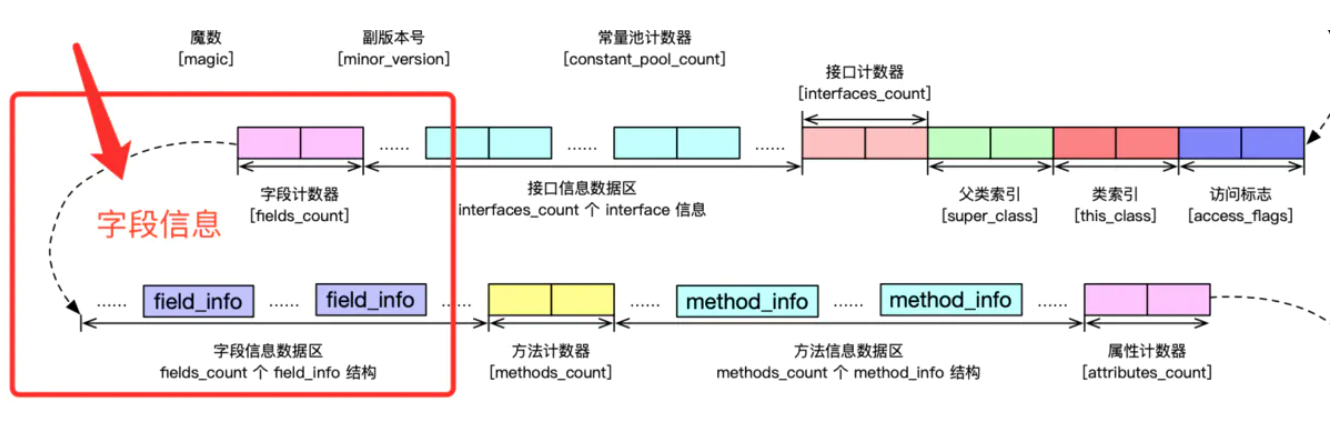 魔数
[magic]
副版本号
[minor_version]
常量池计数器
[constant_pool_count]
接口计数器
[interfaces_count]
......
......
......
字段计数器
[fields_count]
接口信息数据区
interfaces_count 个 interface 信息
父类索引
[super_class]
类索引
[this_class]
访问标志
[access_flags]
字段信息
......
field_info
......
field_info
......
......
method_info
......
method_info
......
字段信息数据区
fields_count 个 field_info 结构
方法计数器
[methods_count]
方法信息数据区
methods_count 个 method_info 结构
属性计数器
[attributes_count]